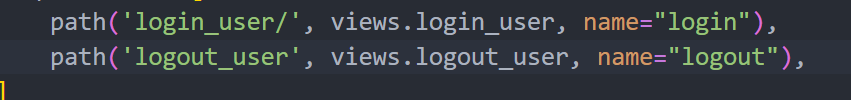 path('login_user/', views.login_user, name="login"),
path('logout_user', views.logout_user, name="logout"),
]